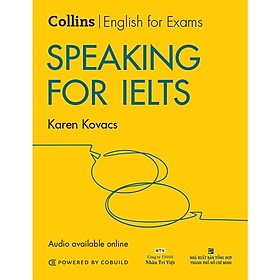 Collins | English for Exams
SPEAKING
FOR IELTS
Karen Kovacs
Audio available online
POWERED BY COBUILD
NTV
Công ty TNHH
Nhân Trí Việt
NHÀ XUẤT BẢN TỔNG HỢP
THÀNH PHỐ HỒ CHÍ MINH